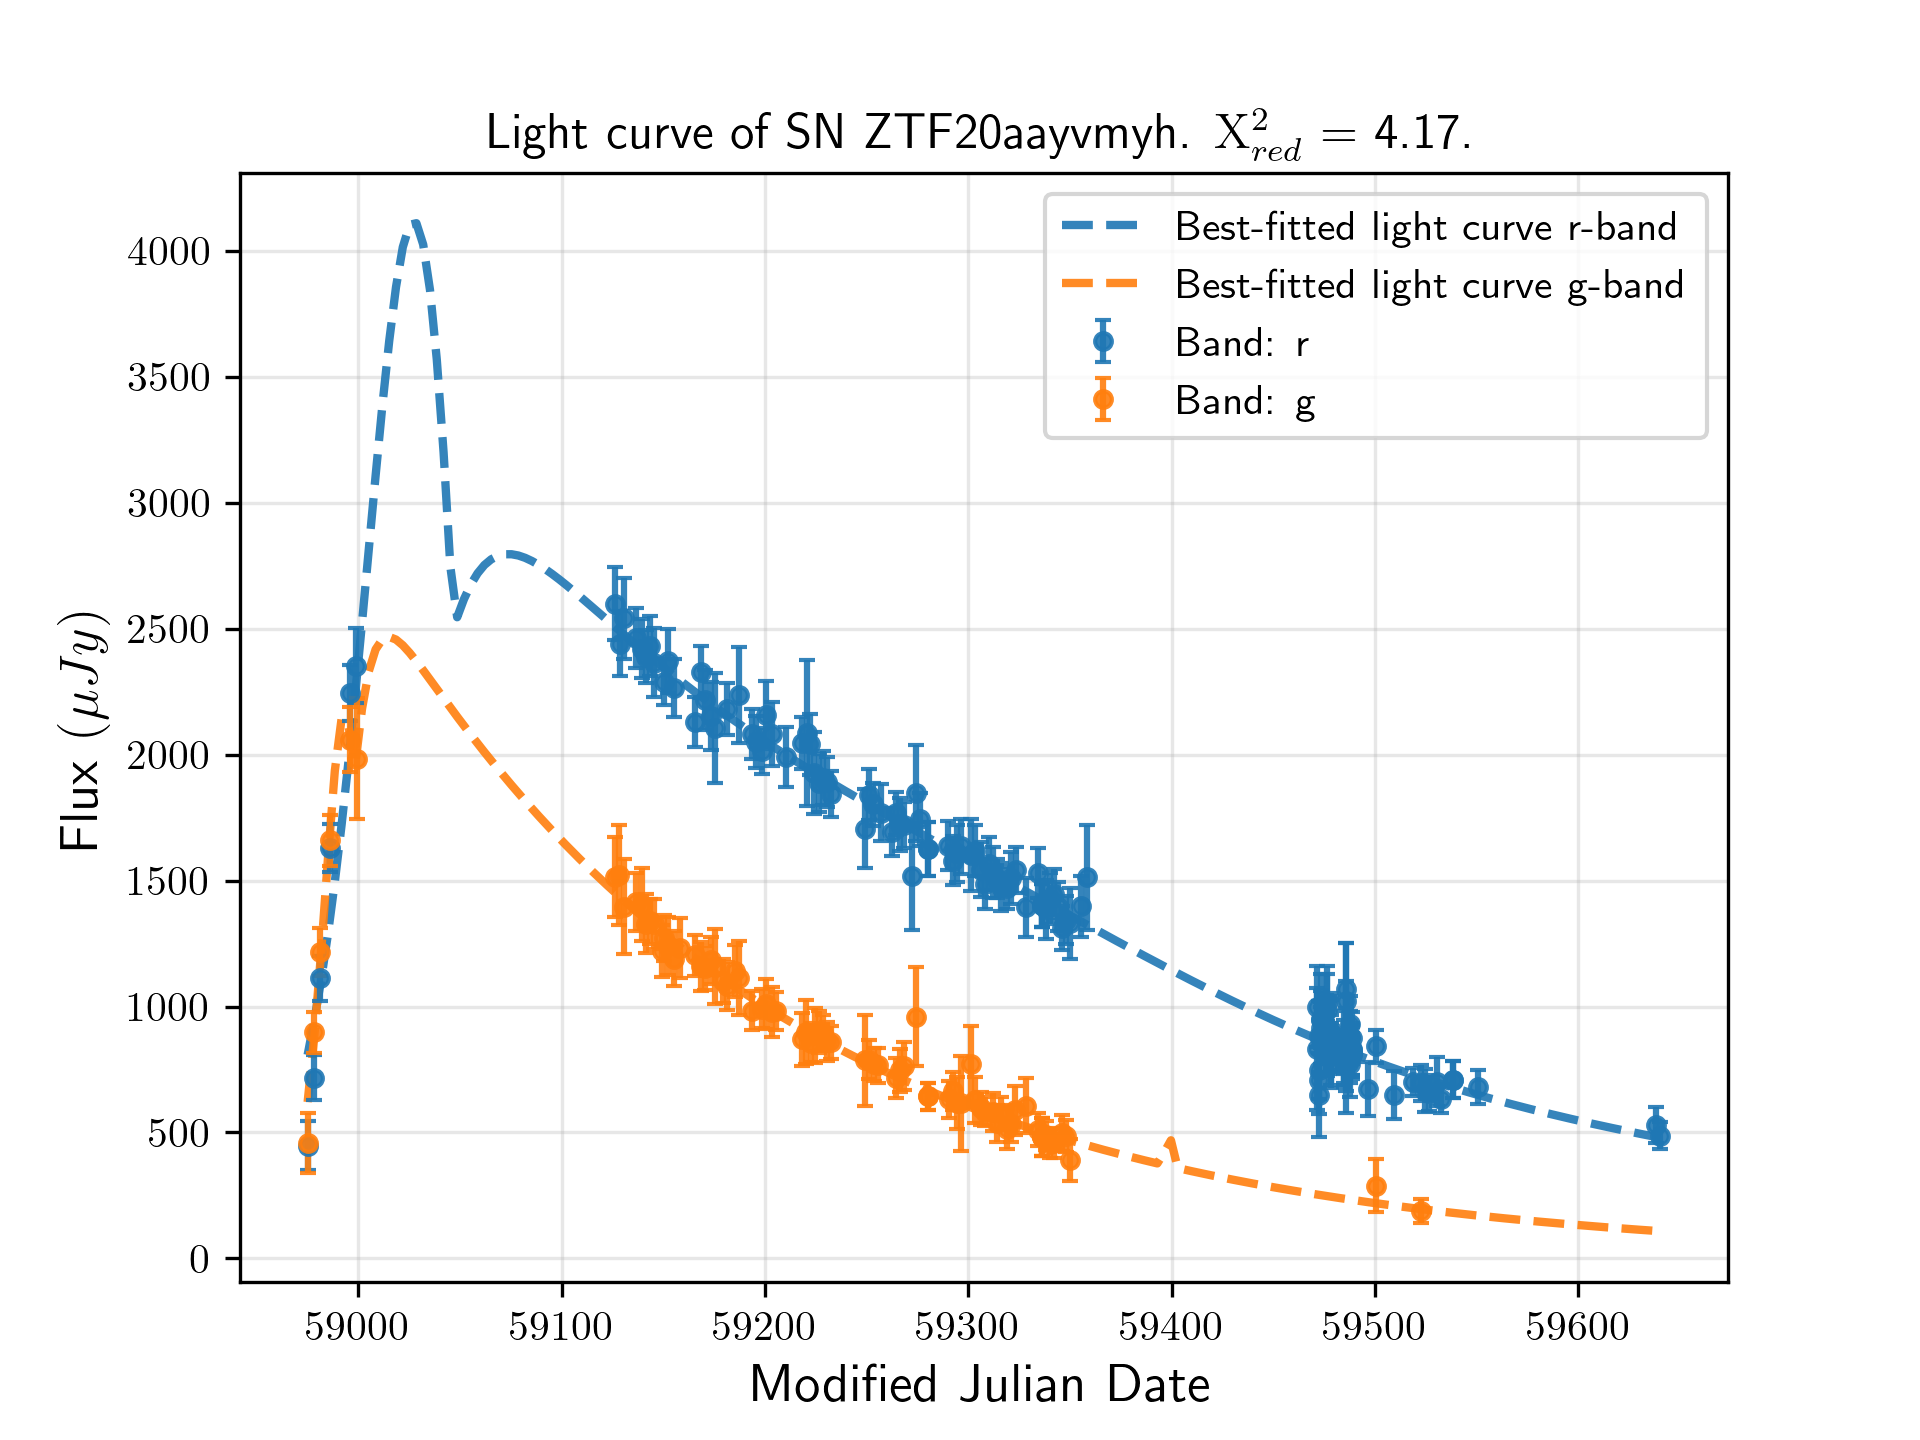 Light curve of SN ZTF20aayvmyh. X²_red = 4.17.
Best-fitted light curve r-band
Best-fitted light curve g-band
Band: r
Band: g
Flux (μJy)
4000
3500
3000
2500
2000
1500
1000
500
0
59000 59100 59200 59300 59400 59500 59600
Modified Julian Date